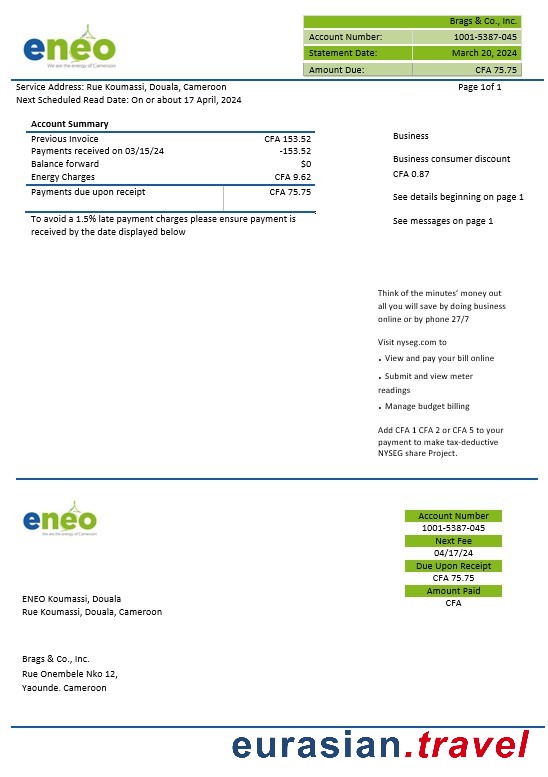 eneo
We are the energy of Cameroon
Brags & Co., Inc.
Account Number: 1001-5387-045
Statement Date: March 20, 2024
Amount Due: CFA 75.75
Service Address: Rue Koumassi, Douala, Cameroon
Page 1of 1
Next Scheduled Read Date: On or about 17 April, 2024
Account Summary
Previous Invoice CFA 153.52
Payments received on 03/15/24 -153.52
Balance forward $0
Energy Charges CFA 9.62
Payments due upon receipt CFA 75.75
To avoid a 1.5% late payment charges please ensure payment is
received by the date displayed below
Business
Business consumer discount
CFA 0.87
See details beginning on page 1
See messages on page 1
Think of the minutes’ money out
all you will save by doing business
online or by phone 27/7
Visit nyseg.com to
. View and pay your bill online
. Submit and view meter
readings
. Manage budget billing
Add CFA 1 CFA 2 or CFA 5 to your
payment to make tax-deductive
NYSEG share Project.
eneo
We are the energy of Cameroon
Account Number
1001-5387-045
Next Fee
04/17/24
Due Upon Receipt
CFA 75.75
Amount Paid
CFA
ENEO Koumassi, Douala
Rue Koumassi, Douala, Cameroon
Brags & Co., Inc.
Rue Onembele Nko 12,
Yaounde. Cameroon
eurasian.travel